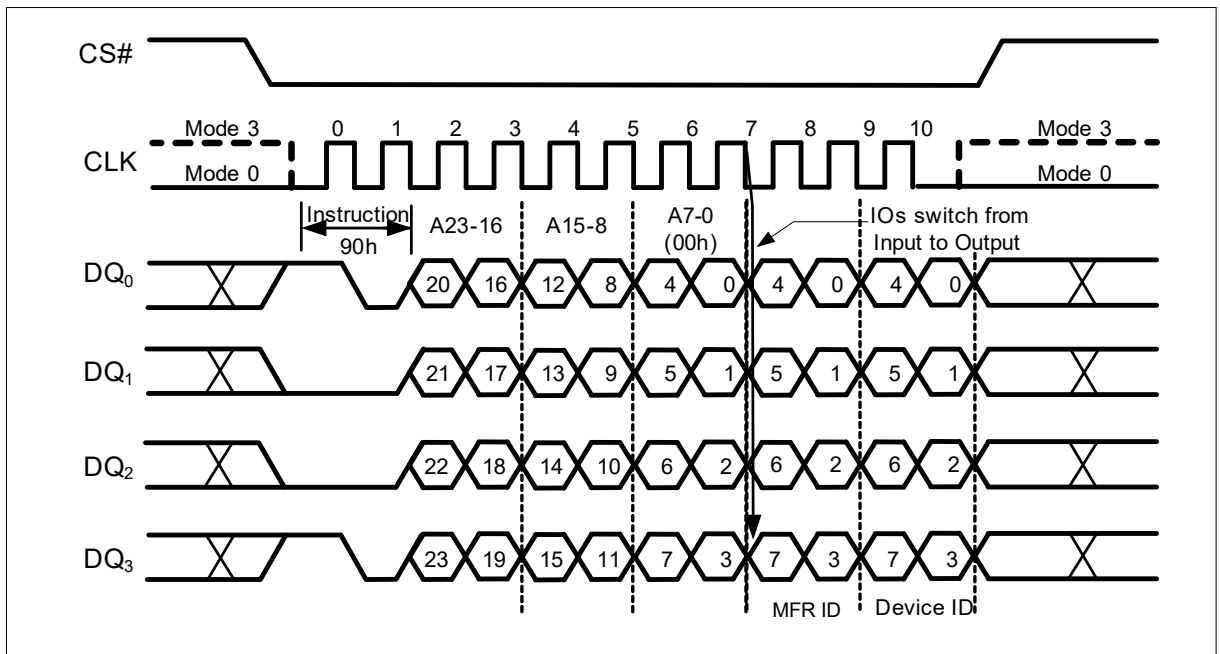 CS#
Mode 3 0 1 2 3 4 5 6 7 8 9 10 Mode 3
CLK
Mode 0 Mode 0
Instruction A23-16 A15-8 A7-0 IOs switch from
90h (00h) Input to Output
DQ0 20 16 12 8 4 0 4 0 4 0
DQ1 21 17 13 9 5 1 5 1 5 1
DQ2 22 18 14 10 6 2 6 2 6 2
DQ3 23 19 15 11 7 3 7 3 7 3
MFR ID Device ID